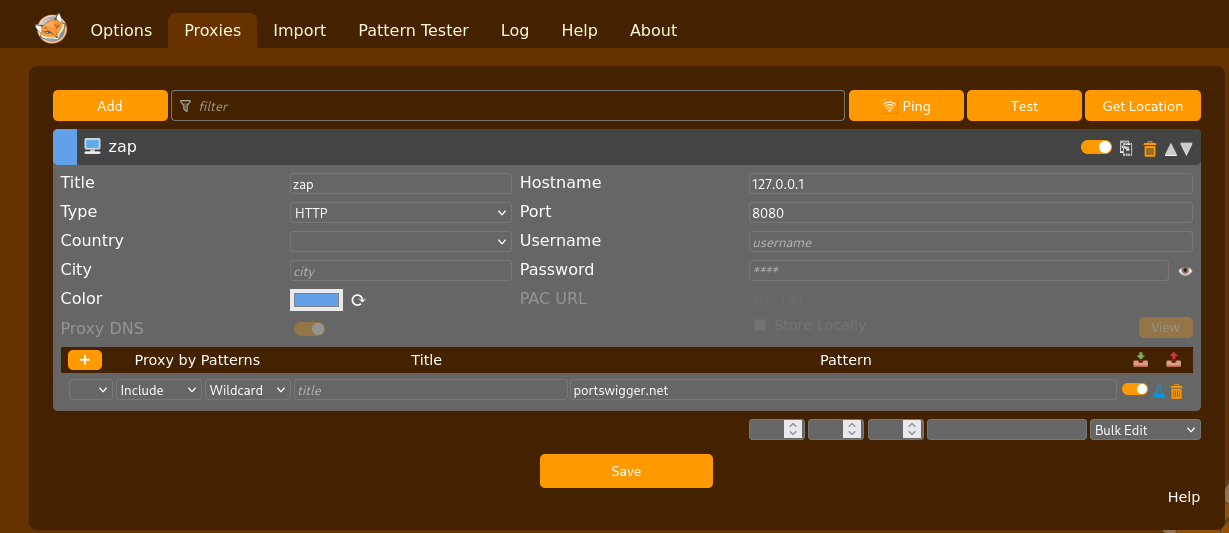 Options Proxies Import Pattern Tester Log Help About
Add filter Ping Test Get Location
zap
Title zap Hostname 127.0.0.1
Type HTTP Port 8080
Country Username username
City city Password ****
Color PAC URL PAC URL
Proxy DNS Store Locally View
+ Proxy by Patterns Title Pattern
Include Wildcard title portswigger.net
Bulk Edit
Save
Help